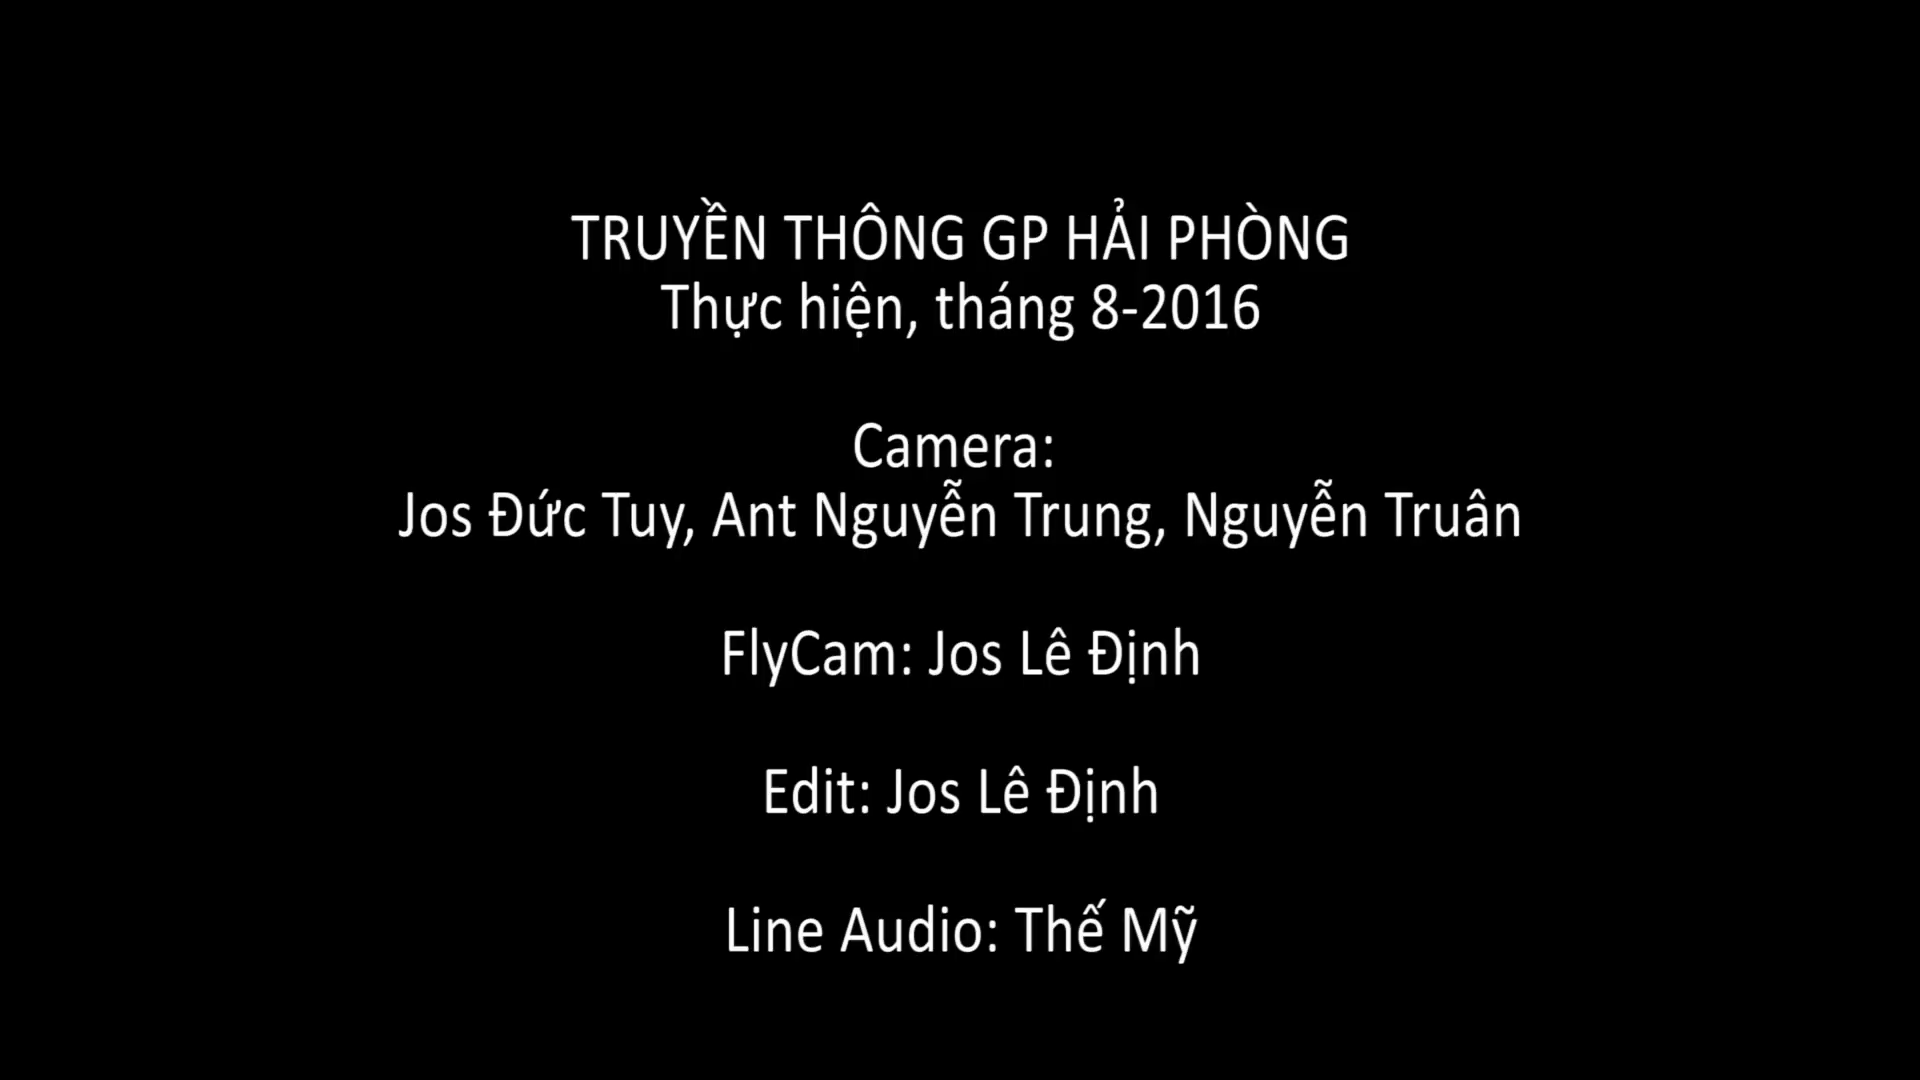 TRUYỀN THÔNG GP HẢI PHÒNG
Thực hiện, tháng 8-2016
Camera:
Jos Đức Tuy, Ant Nguyễn Trung, Nguyễn Truân
FlyCam: Jos Lê Định
Edit: Jos Lê Định
Line Audio: Thế Mỹ